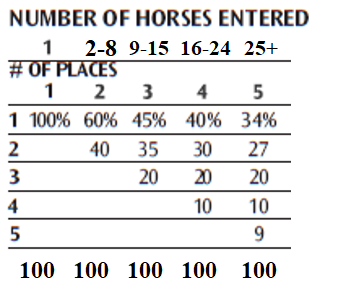 NUMBER OF HORSES ENTERED
1 2-8 9-15 16-24 25+
# OF PLACES
1 2 3 4 5
1 100% 60% 45% 40% 34%
2 40 35 30 27
3 20 20 20
4 10 10
5 9
100 100 100 100 100